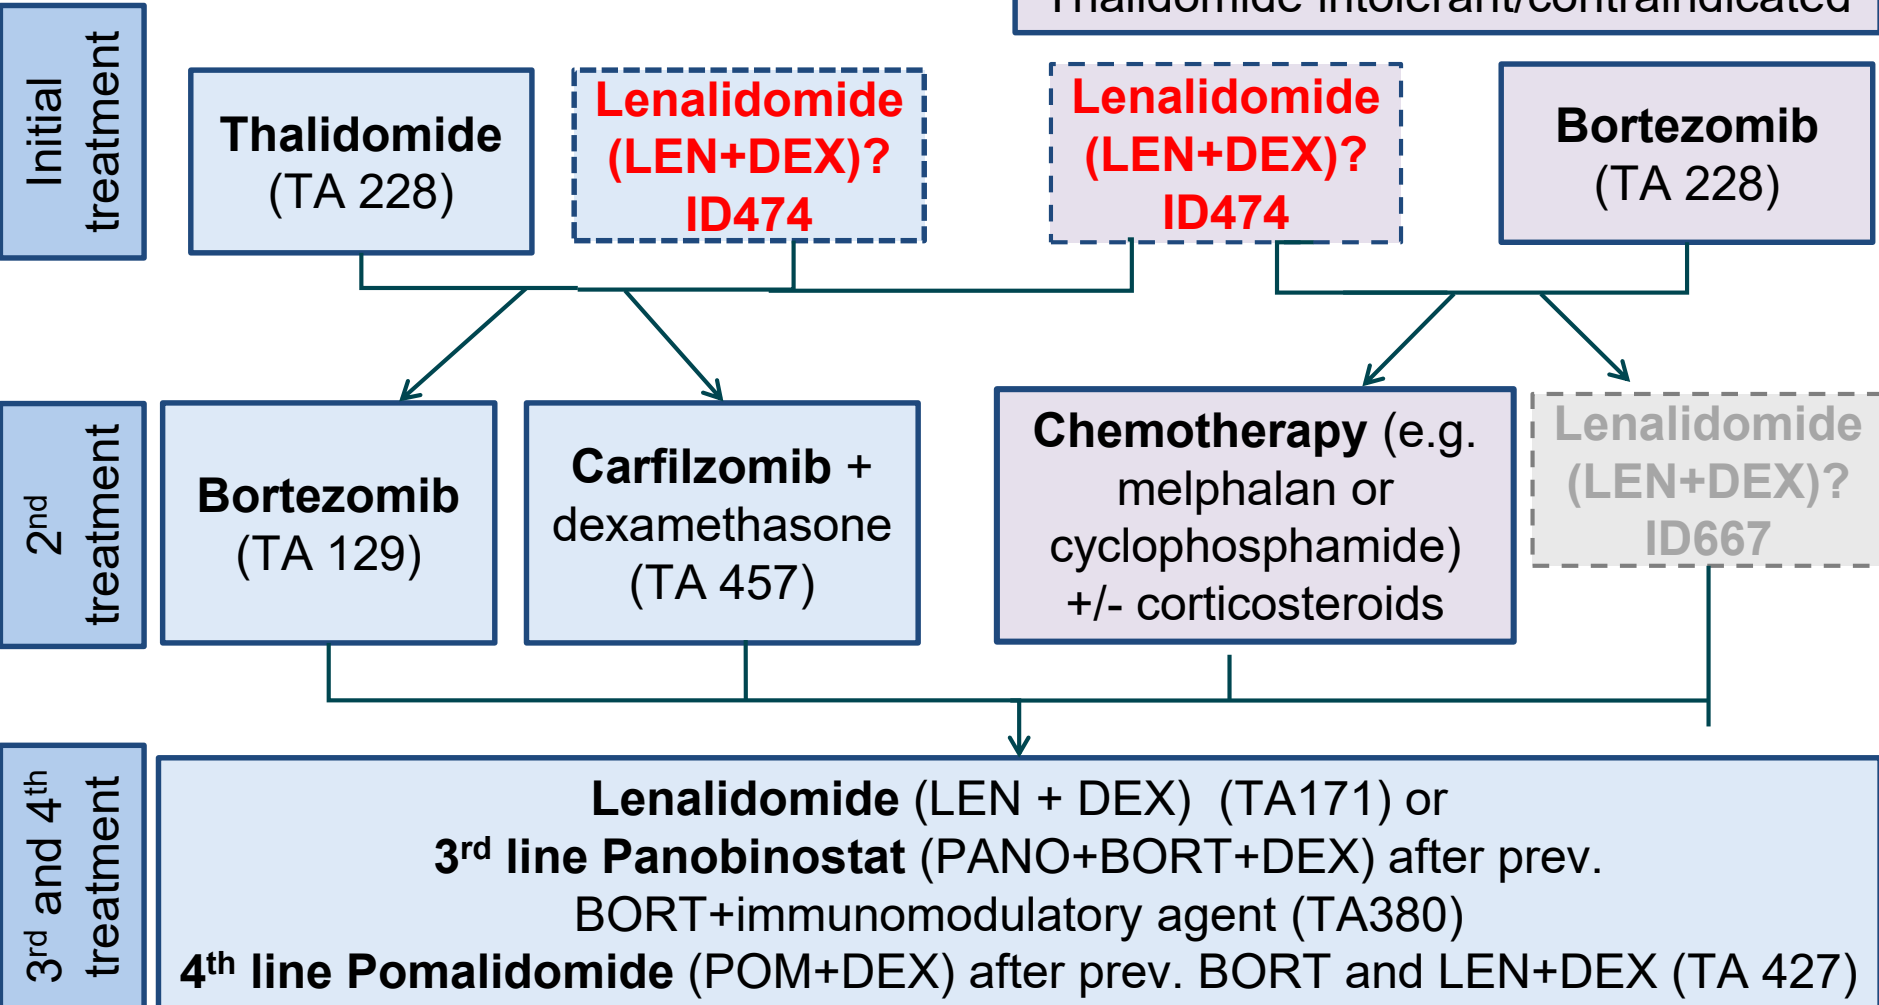 Thalidomide intolerant/contraindicated
Initial
treatment
Thalidomide
(TA 228)
Lenalidomide
(LEN+DEX)?
ID474
Lenalidomide
(LEN+DEX)?
ID474
Bortezomib
(TA 228)
2nd
treatment
Bortezomib
(TA 129)
Carfilzomib +
dexamethasone
(TA 457)
Chemotherapy (e.g.
melphalan or
cyclophosphamide)
+/- corticosteroids
Lenalidomide
(LEN+DEX)?
ID667
3rd and 4th
treatment
Lenalidomide (LEN + DEX) (TA171) or
3rd line Panobinostat (PANO+BORT+DEX) after prev.
BORT+immunomodulatory agent (TA380)
4th line Pomalidomide (POM+DEX) after prev. BORT and LEN+DEX (TA 427)